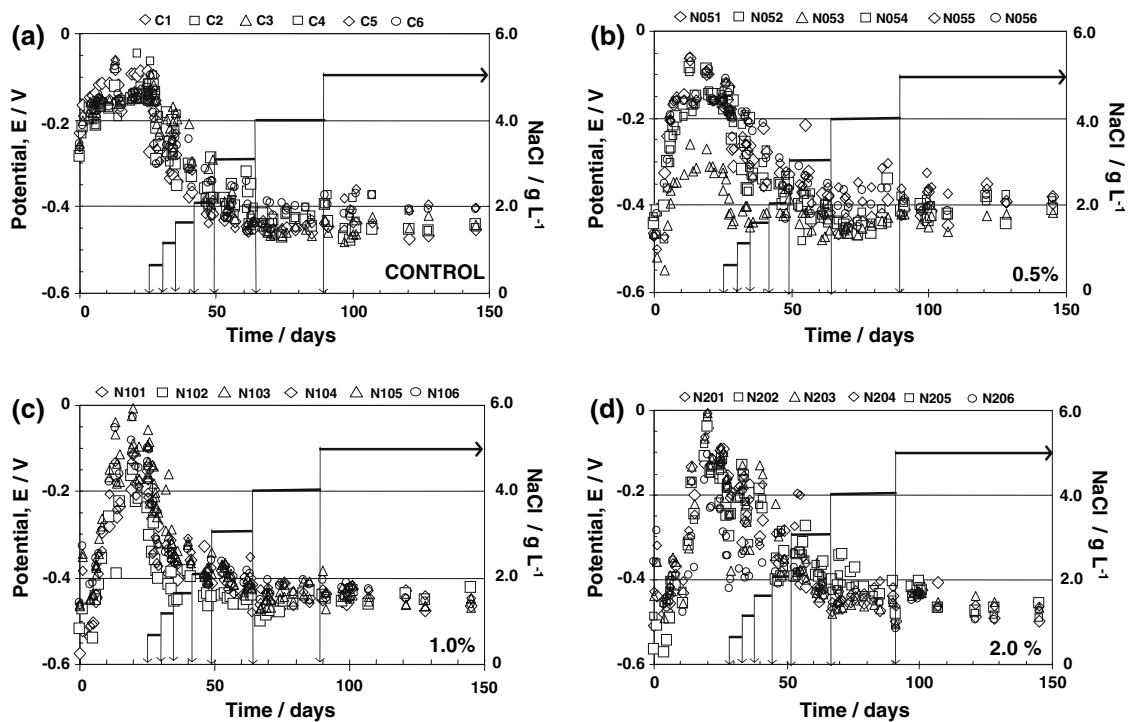 (a)
C1 C2 C3 C4 C5 C6
0
-0.2
-0.4
-0.6
Potential, E / V
6.0
4.0
2.0
0
NaCl / g L⁻¹
CONTROL
0 50 100 150
Time / days
(b)
N051 N052 N053 N054 N055 N056
0
-0.2
-0.4
-0.6
Potential, E / V
6.0
4.0
2.0
0
NaCl / g L⁻¹
0.5%
0 50 100 150
Time / days
(c)
N101 N102 N103 N104 N105 N106
0
-0.2
-0.4
-0.6
Potential, E / V
6.0
4.0
2.0
0
NaCl / g L⁻¹
1.0%
0 50 100 150
Time / days
(d)
N201 N202 N203 N204 N205 N206
0
-0.2
-0.4
-0.6
Potential, E / V
6.0
4.0
2.0
0
NaCl / g L⁻¹
2.0 %
0 50 100 150
Time / days